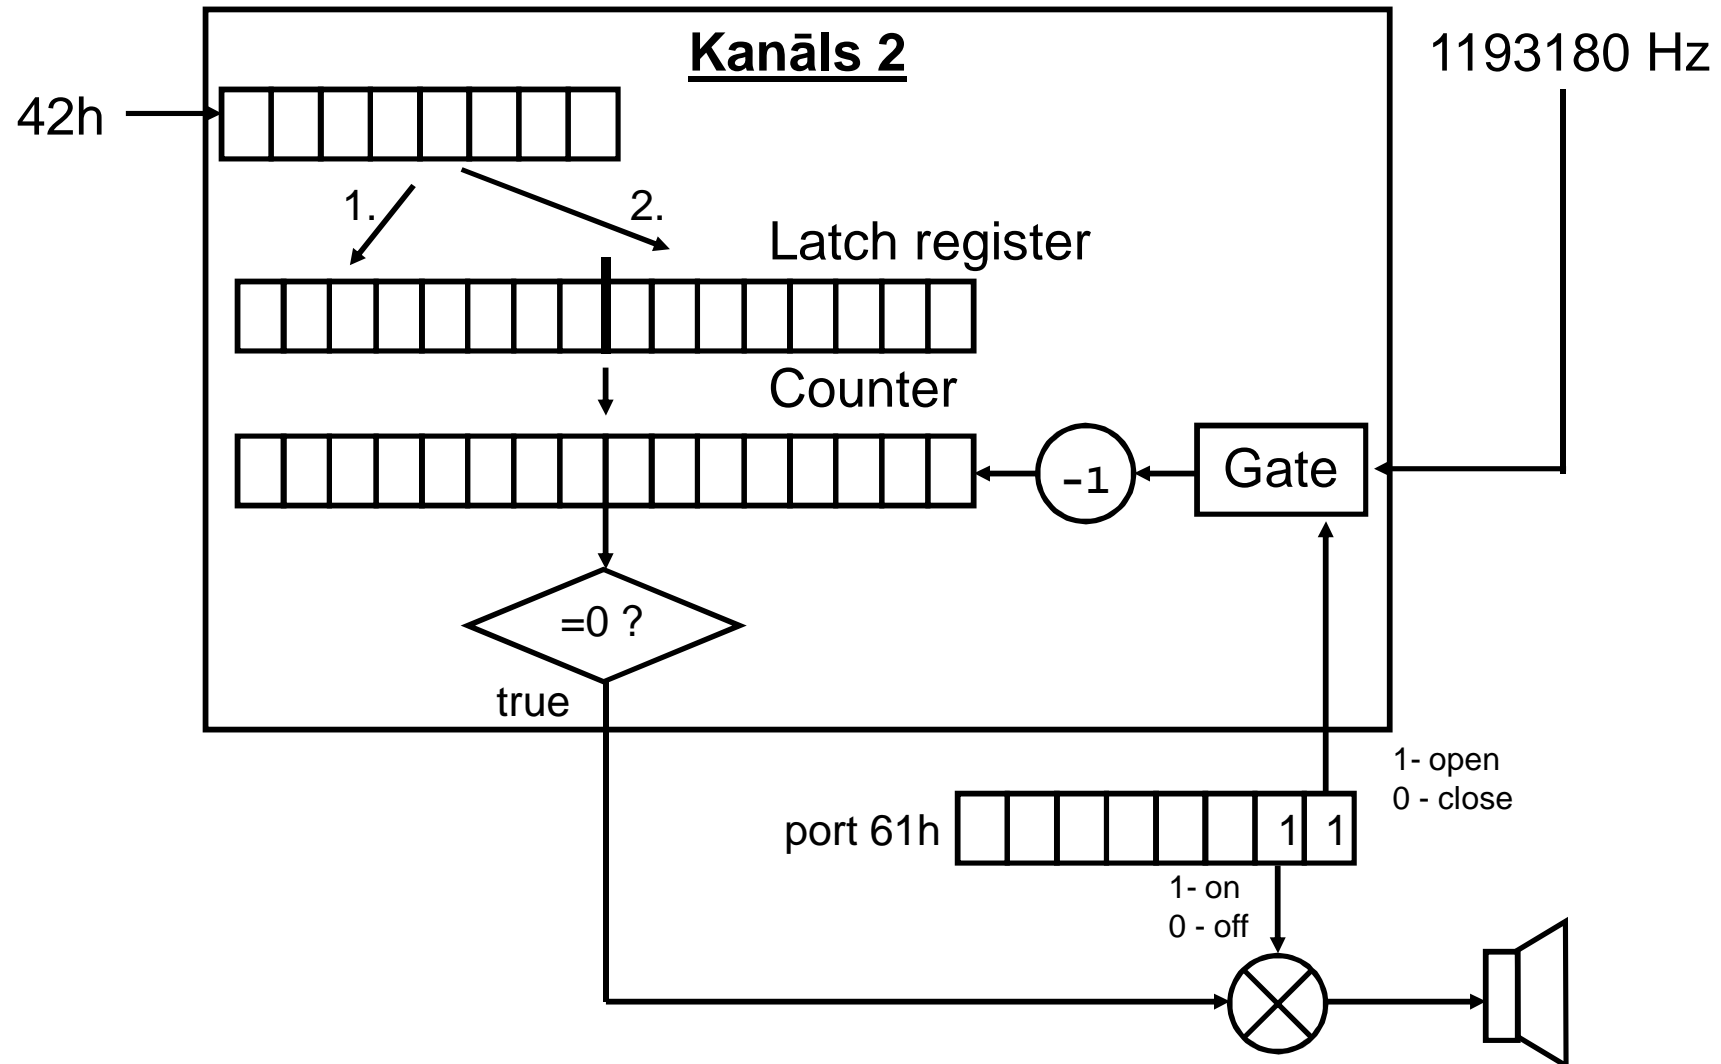 Kanāls 2
1193180 Hz
42h
1.
2.
Latch register
Counter
-1
Gate
=0 ?
true
1- open
0 - close
port 61h
1 1
1- on
0 - off